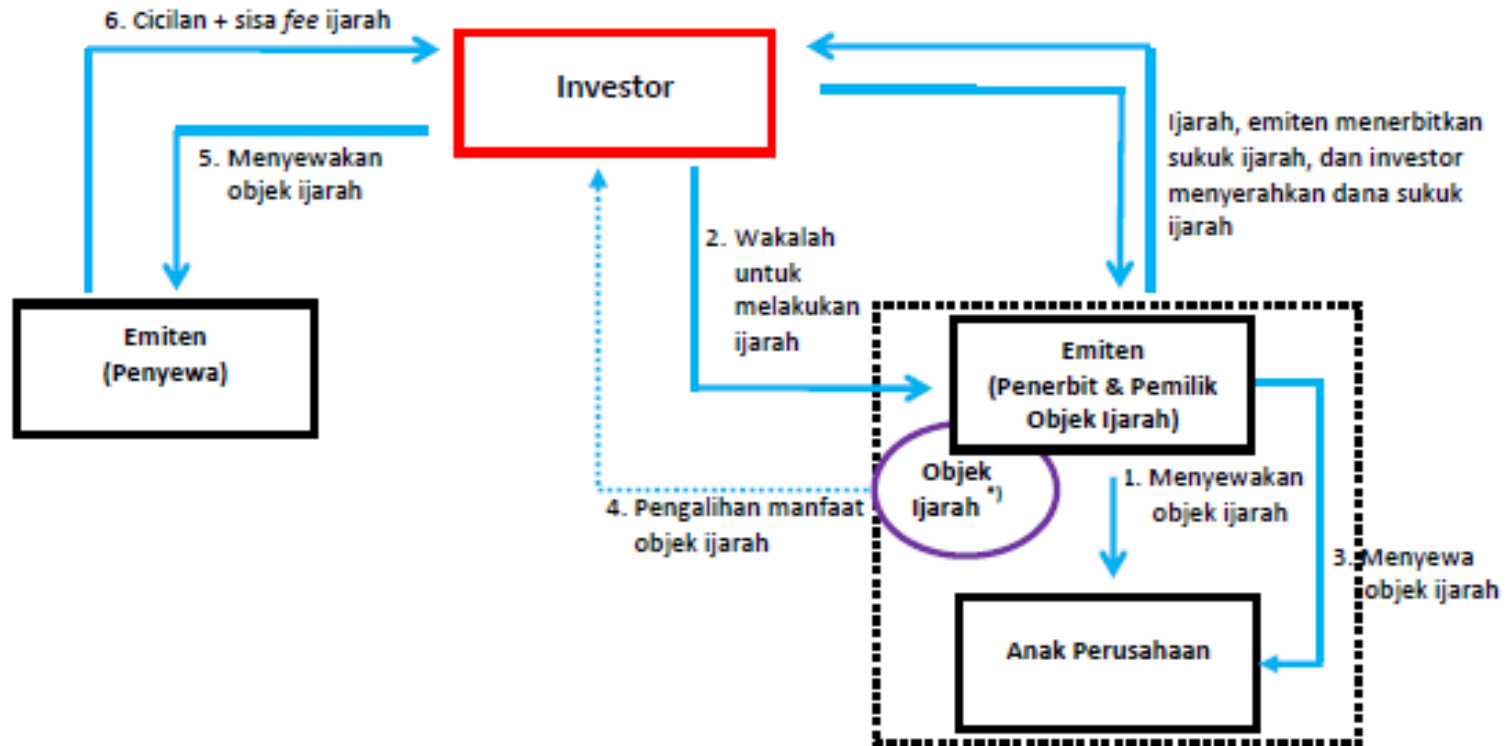 6. Cicilan + sisa fee ijarah
Investor
5. Menyewakan
objek ijarah
Ijarah, emiten menerbitkan
sukuk ijarah, dan investor
menyerahkan dana sukuk
ijarah
2. Wakalah
untuk
melakukan
ijarah
Emiten
(Penyewa)
Emiten
(Penerbit & Pemilik
Objek Ijarah)
Objek
Ijarah *)
1. Menyewakan
objek ijarah
4. Pengalihan manfaat
objek ijarah
3. Menyewa
objek ijarah
Anak Perusahaan